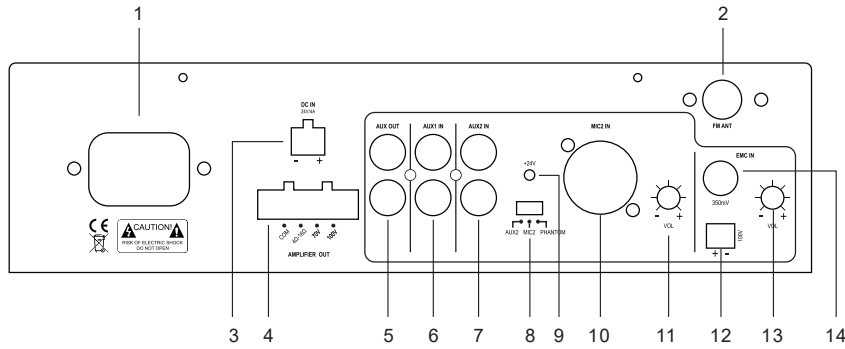 1
2
DC IN
24V/4A
- +
AUX OUT
AUX1 IN
AUX2 IN
+24V
MIC2 IN
FM ANT
EMC IN
350mV
- +
VOL
- +
VOL
100V
+ -
AUX2 MIC2 PHANTOM
CE
CAUTION!
RISK OF ELECTRIC SHOCK
DO NOT OPEN
COM
4Ω-16Ω
70V
100V
AMPLIFIER OUT
3
4
5
6
7
8
9
10
11
12
13
14